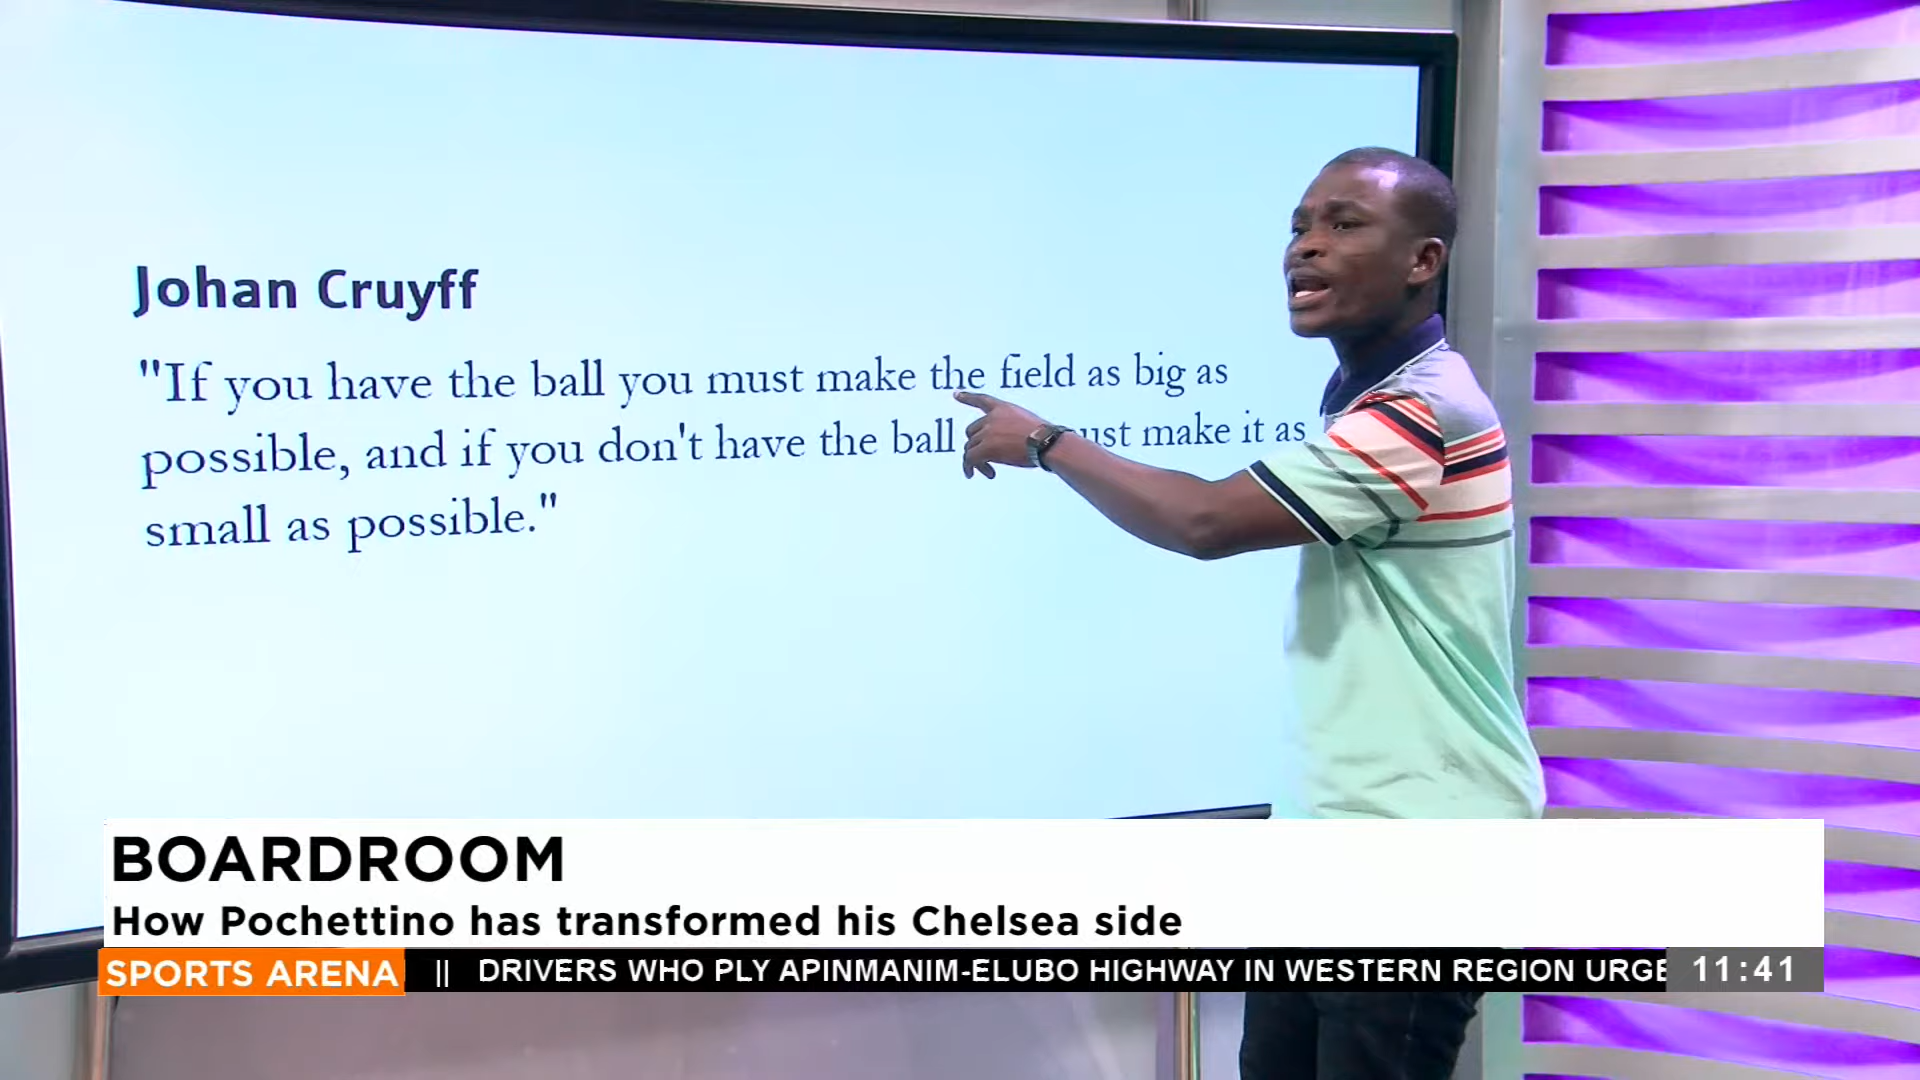 Johan Cruyff
"If you have the ball you must make the field as big as
possible, and if you don't have the ball must make it as
small as possible."
BOARDROOM
How Pochettino has transformed his Chelsea side
SPORTS ARENA || DRIVERS WHO PLY APINMANIM-ELUBO HIGHWAY IN WESTERN REGION URGE 11:41